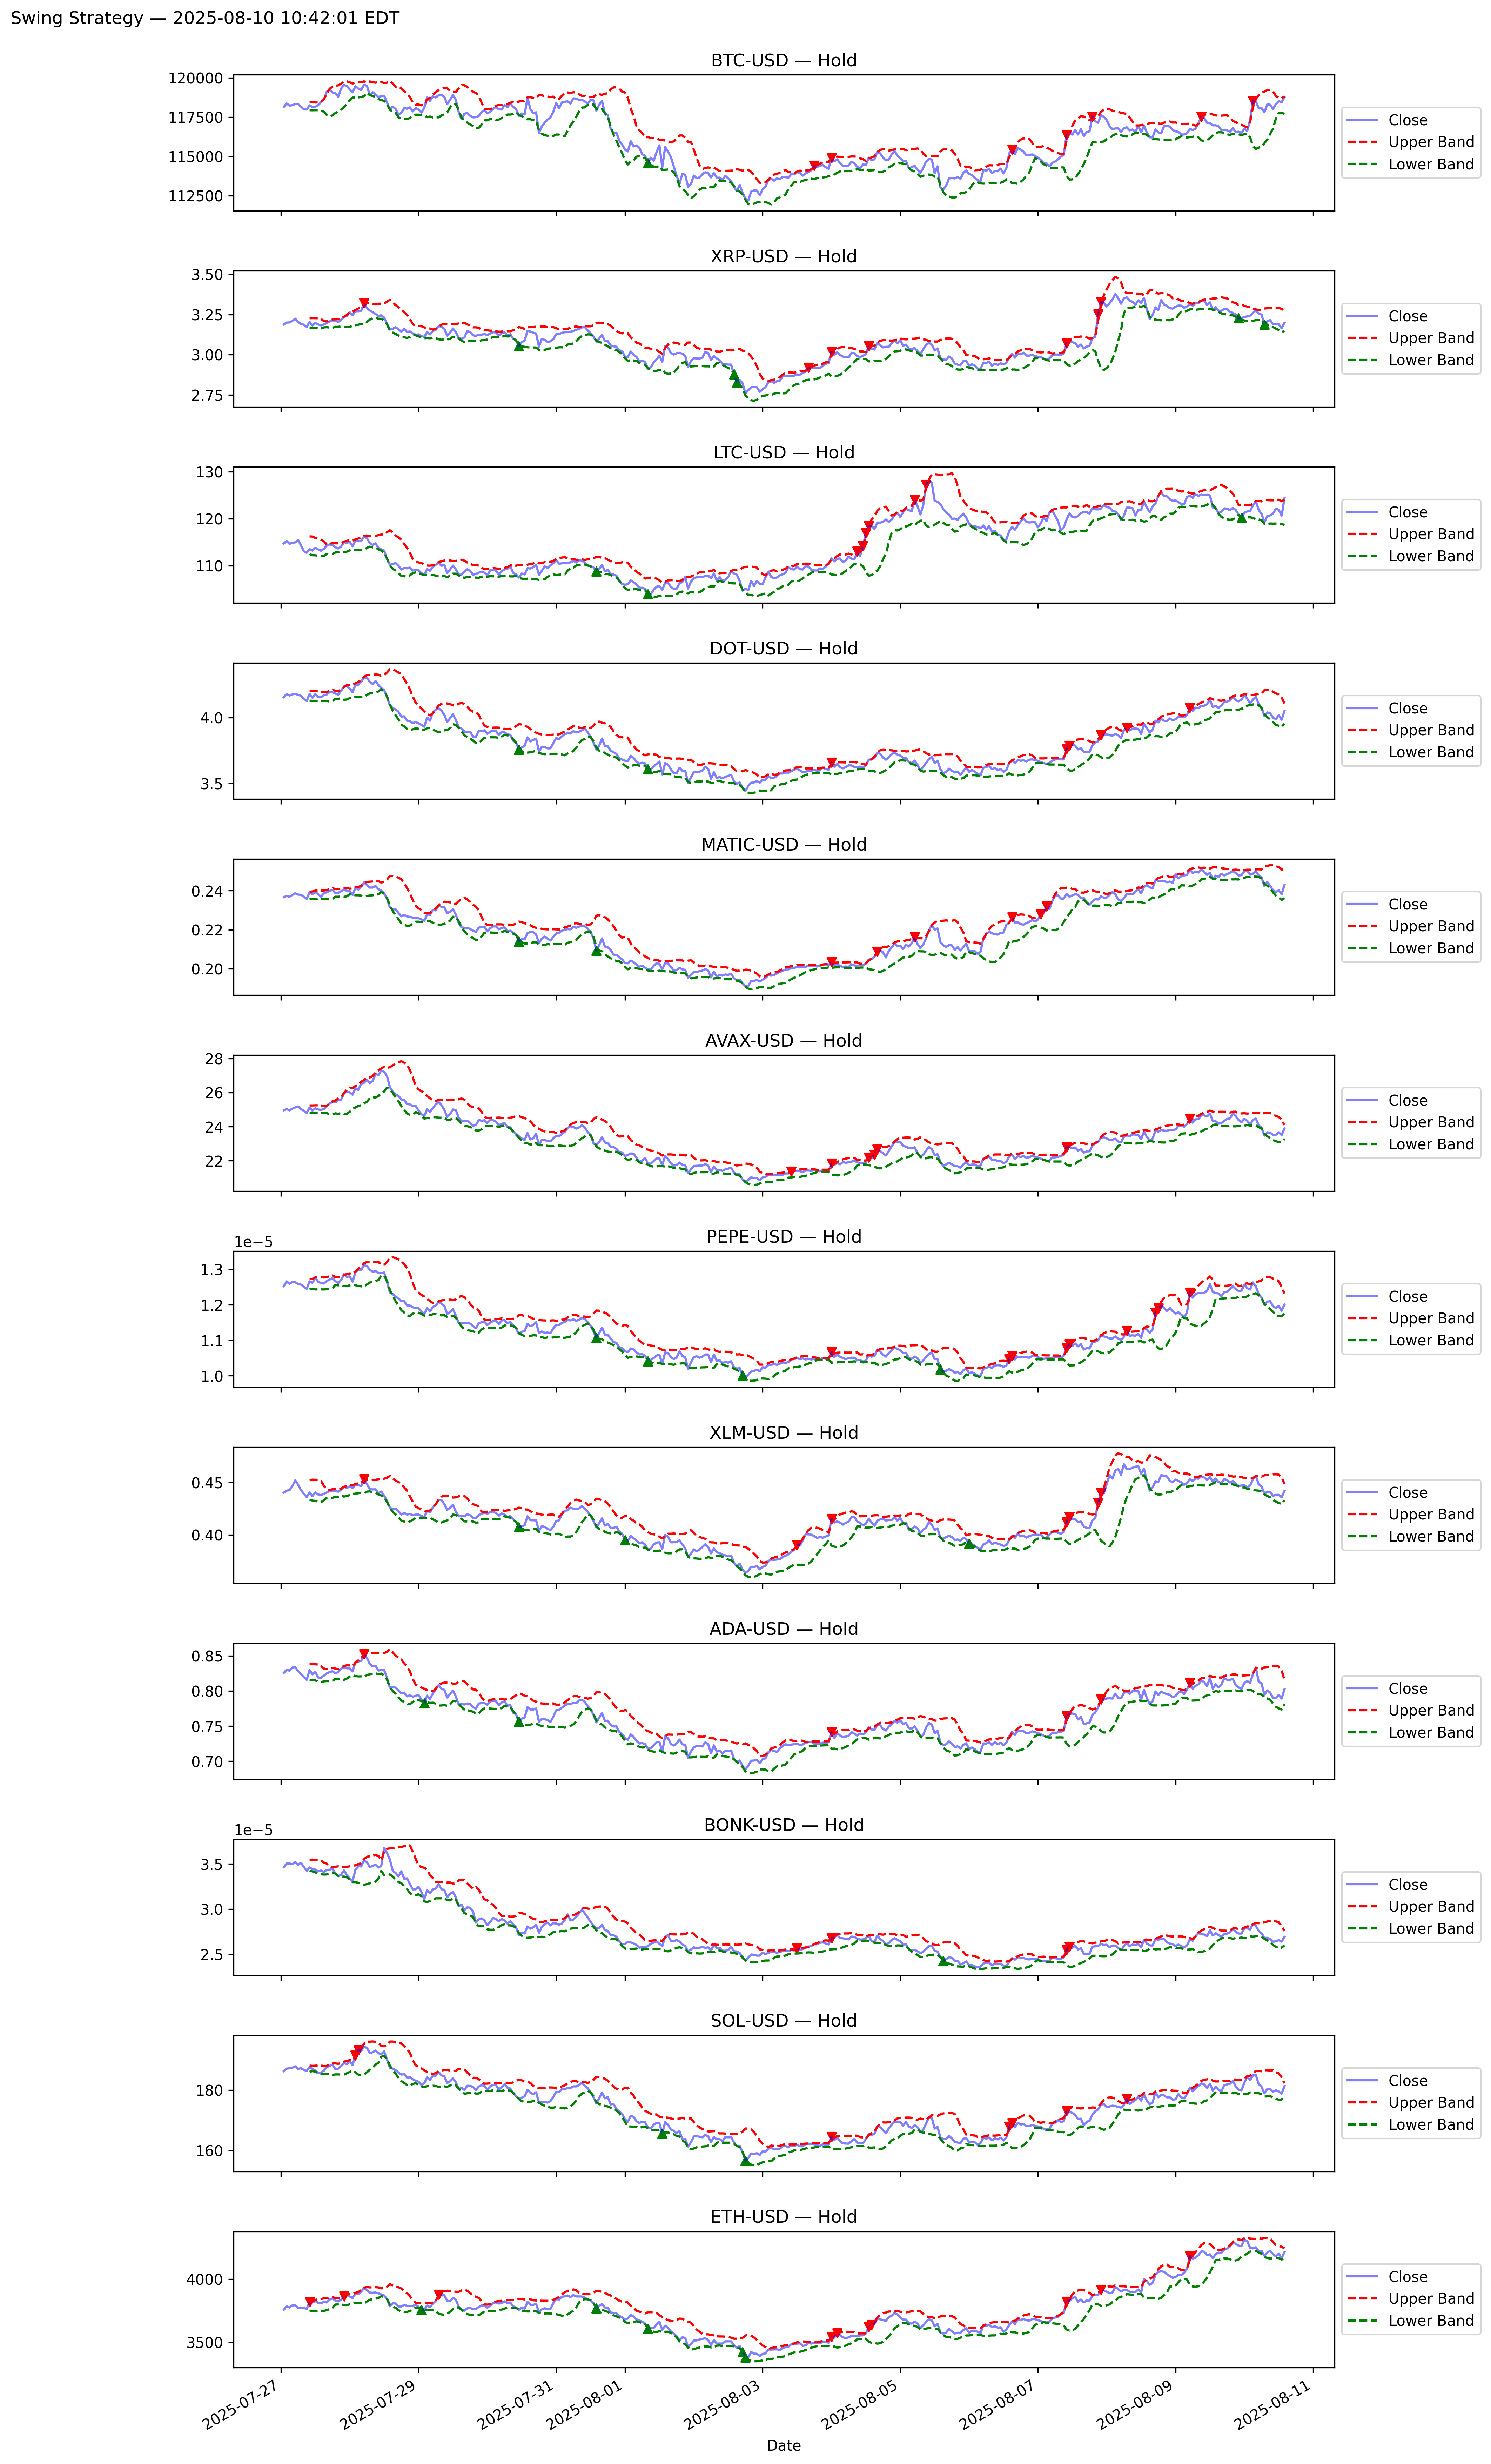 Swing Strategy — 2025-08-10 10:42:01 EDT
BTC-USD — Hold
120000
117500
115000
112500
Close
Upper Band
Lower Band
XRP-USD — Hold
3.50
3.25
3.00
2.75
Close
Upper Band
Lower Band
LTC-USD — Hold
130
120
110
Close
Upper Band
Lower Band
DOT-USD — Hold
4.0
3.5
Close
Upper Band
Lower Band
MATIC-USD — Hold
0.24
0.22
0.20
Close
Upper Band
Lower Band
AVAX-USD — Hold
28
26
24
22
Close
Upper Band
Lower Band
PEPE-USD — Hold
1e−5
1.3
1.2
1.1
1.0
Close
Upper Band
Lower Band
XLM-USD — Hold
0.45
0.40
Close
Upper Band
Lower Band
ADA-USD — Hold
0.85
0.80
0.75
0.70
Close
Upper Band
Lower Band
BONK-USD — Hold
1e−5
3.5
3.0
2.5
Close
Upper Band
Lower Band
SOL-USD — Hold
180
160
Close
Upper Band
Lower Band
ETH-USD — Hold
4000
3500
Close
Upper Band
Lower Band
2025-07-27
2025-07-29
2025-07-31
2025-08-01
2025-08-03
2025-08-05
2025-08-07
2025-08-09
2025-08-11
Date